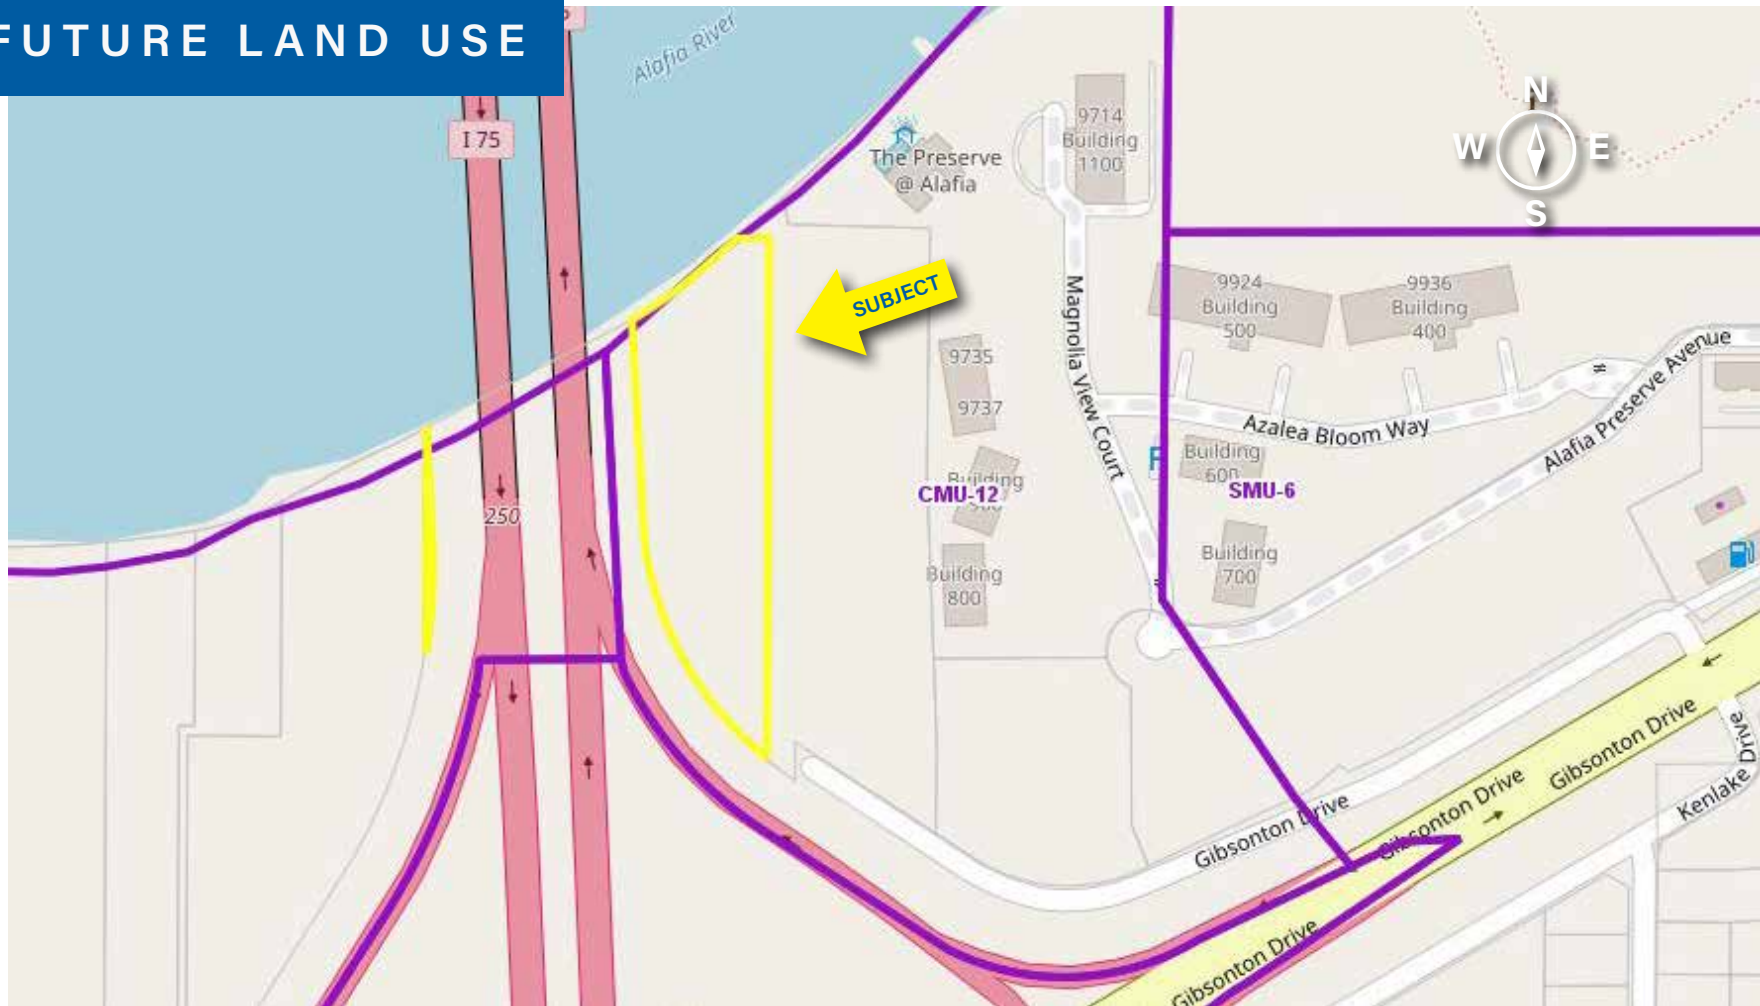 FUTURE LAND USE
Alafia River
I 75
N
W
E
S
9714
Building
1100
The Preserve
@ Alafia
SUBJECT
Magnolia View Court
9924
Building
500
9936
Building
400
9735
9737
Azalea Bloom Way
Alafia Preserve Avenue
Building
CMU-12
Building
600
SMU-6
250
Building
700
Building
800
Gibsonton Drive
Gibsonton Drive
Gibsonton Drive
Gibsonton Drive
Kenlake Drive